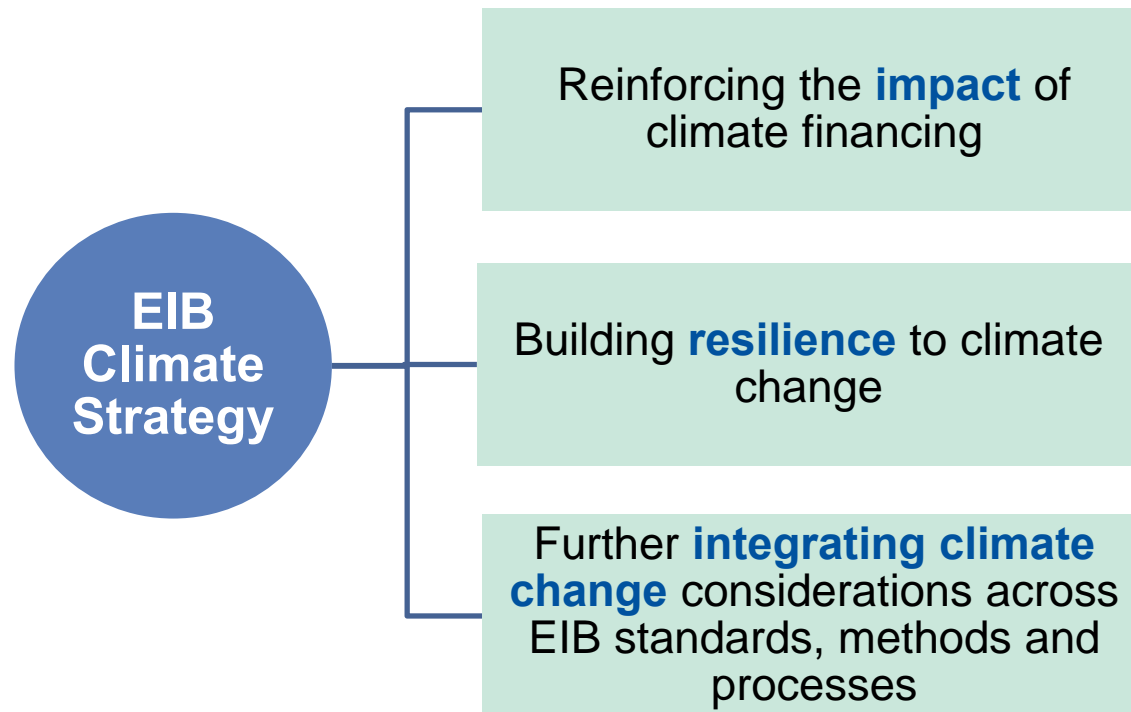 EIB
Climate
Strategy
Reinforcing the impact of
climate financing
Building resilience to climate
change
Further integrating climate
change considerations across
EIB standards, methods and
processes